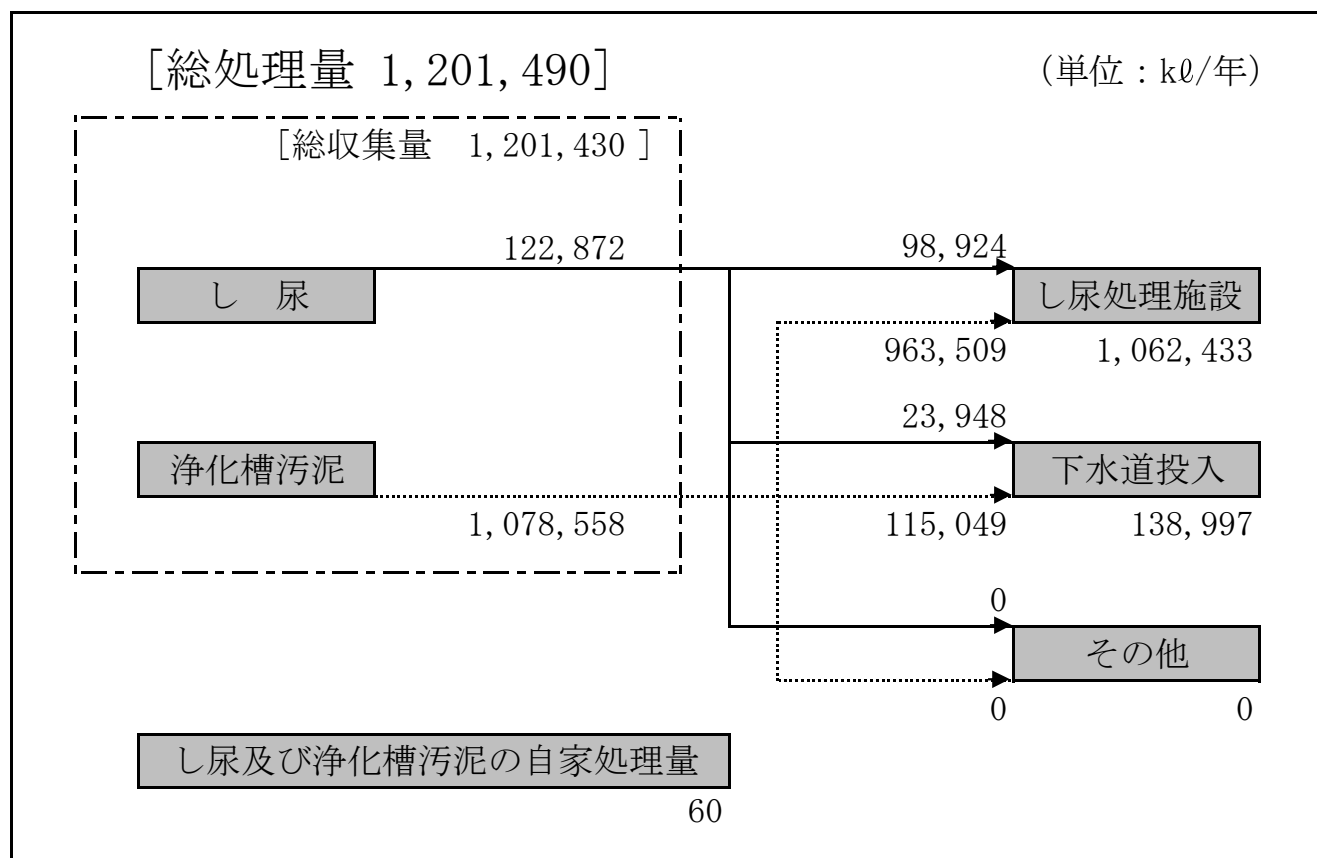 [総処理量 1,201,490]
(単位:kℓ/年)
[総収集量 1,201,430 ]
122,872
98,924
し 尿
し尿処理施設
963,509
1,062,433
23,948
浄化槽汚泥
下水道投入
1,078,558
115,049
138,997
0
その他
0
0
し尿及び浄化槽汚泥の自家処理量
60